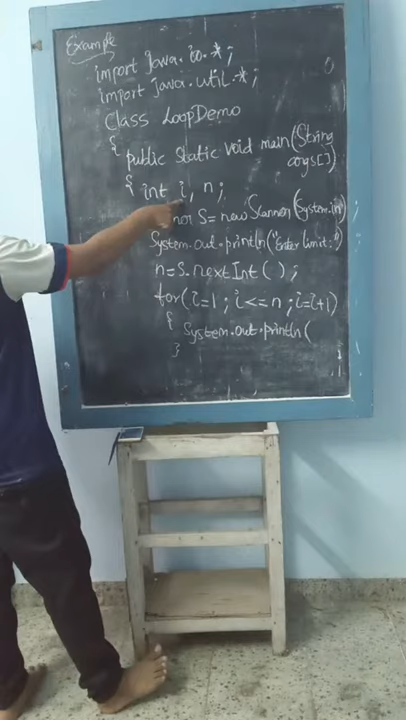 Example
import java.io.*;
import java.util.*;
Class LoopDemo
{ public Static void main(String
args[])
{ int i, n;
S= new Scanner(System.in);
System.out.println("Enter limit:")
n=S.nextInt();
for(i=1; i<=n; i=i+1)
{ System.out.println(
}